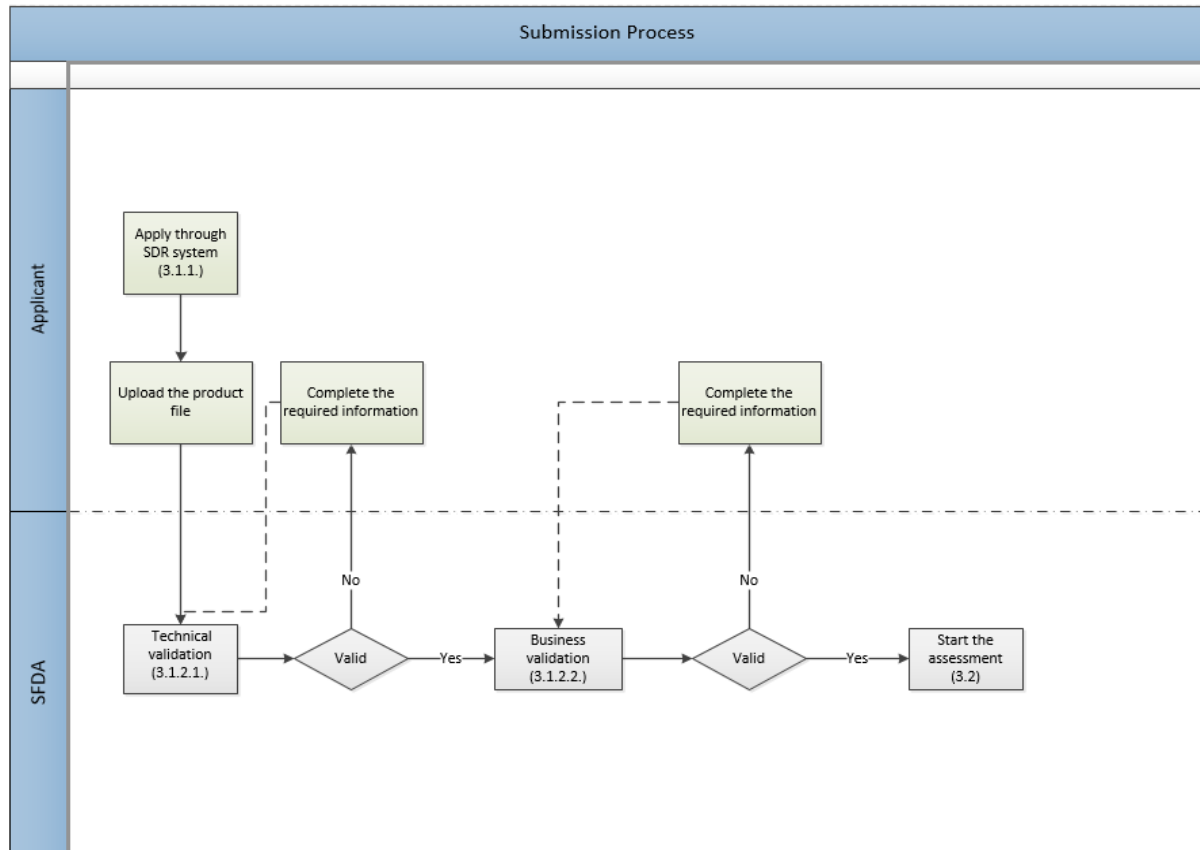 Submission Process
Applicant
Apply through
SDR system
(3.1.1.)
Upload the product
file
Complete the
required information
Complete the
required information
No
No
SFDA
Technical
validation
(3.1.2.1.)
Valid
Yes
Business
validation
(3.1.2.2.)
Valid
Yes
Start the
assessment
(3.2)